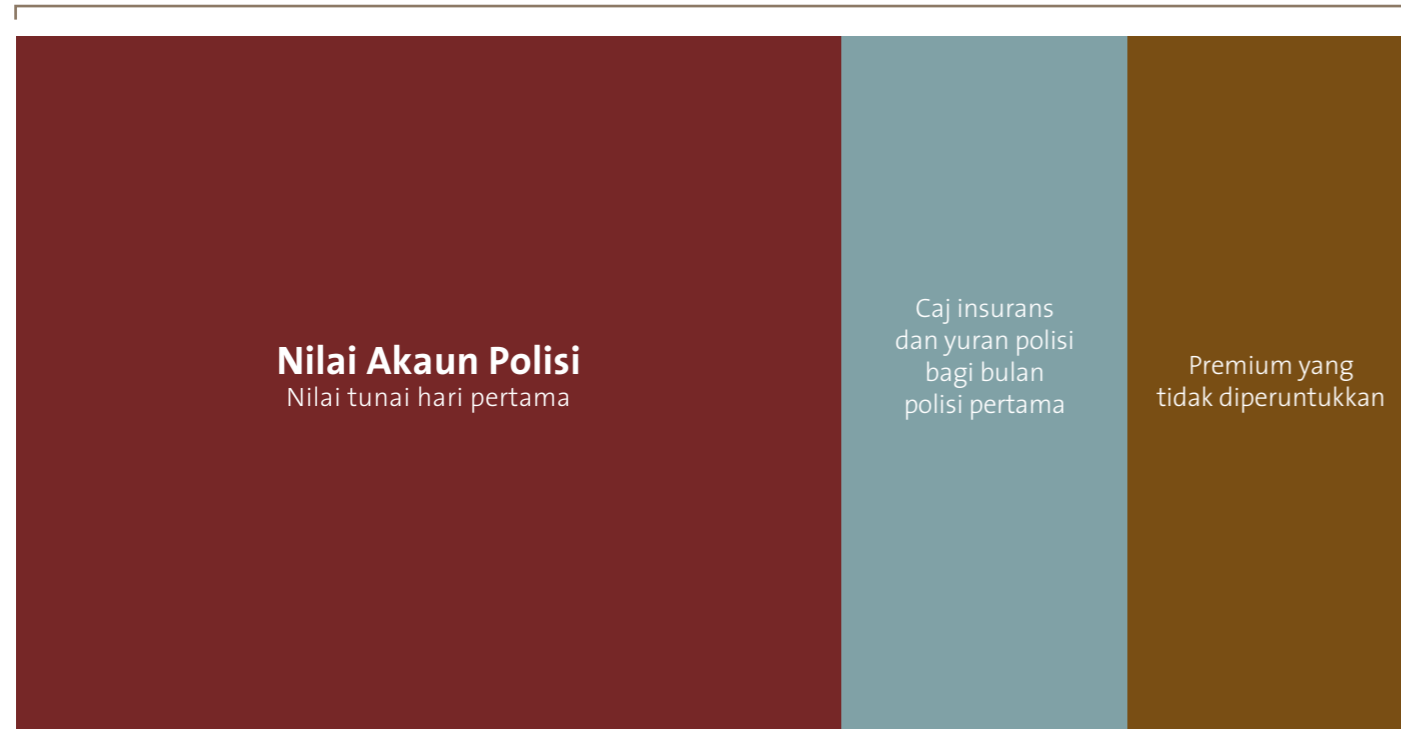 Nilai Akaun Polisi
Nilai tunai hari pertama
Caj insurans
dan yuran polisi
bagi bulan
polisi pertama
Premium yang
tidak diperuntukkan